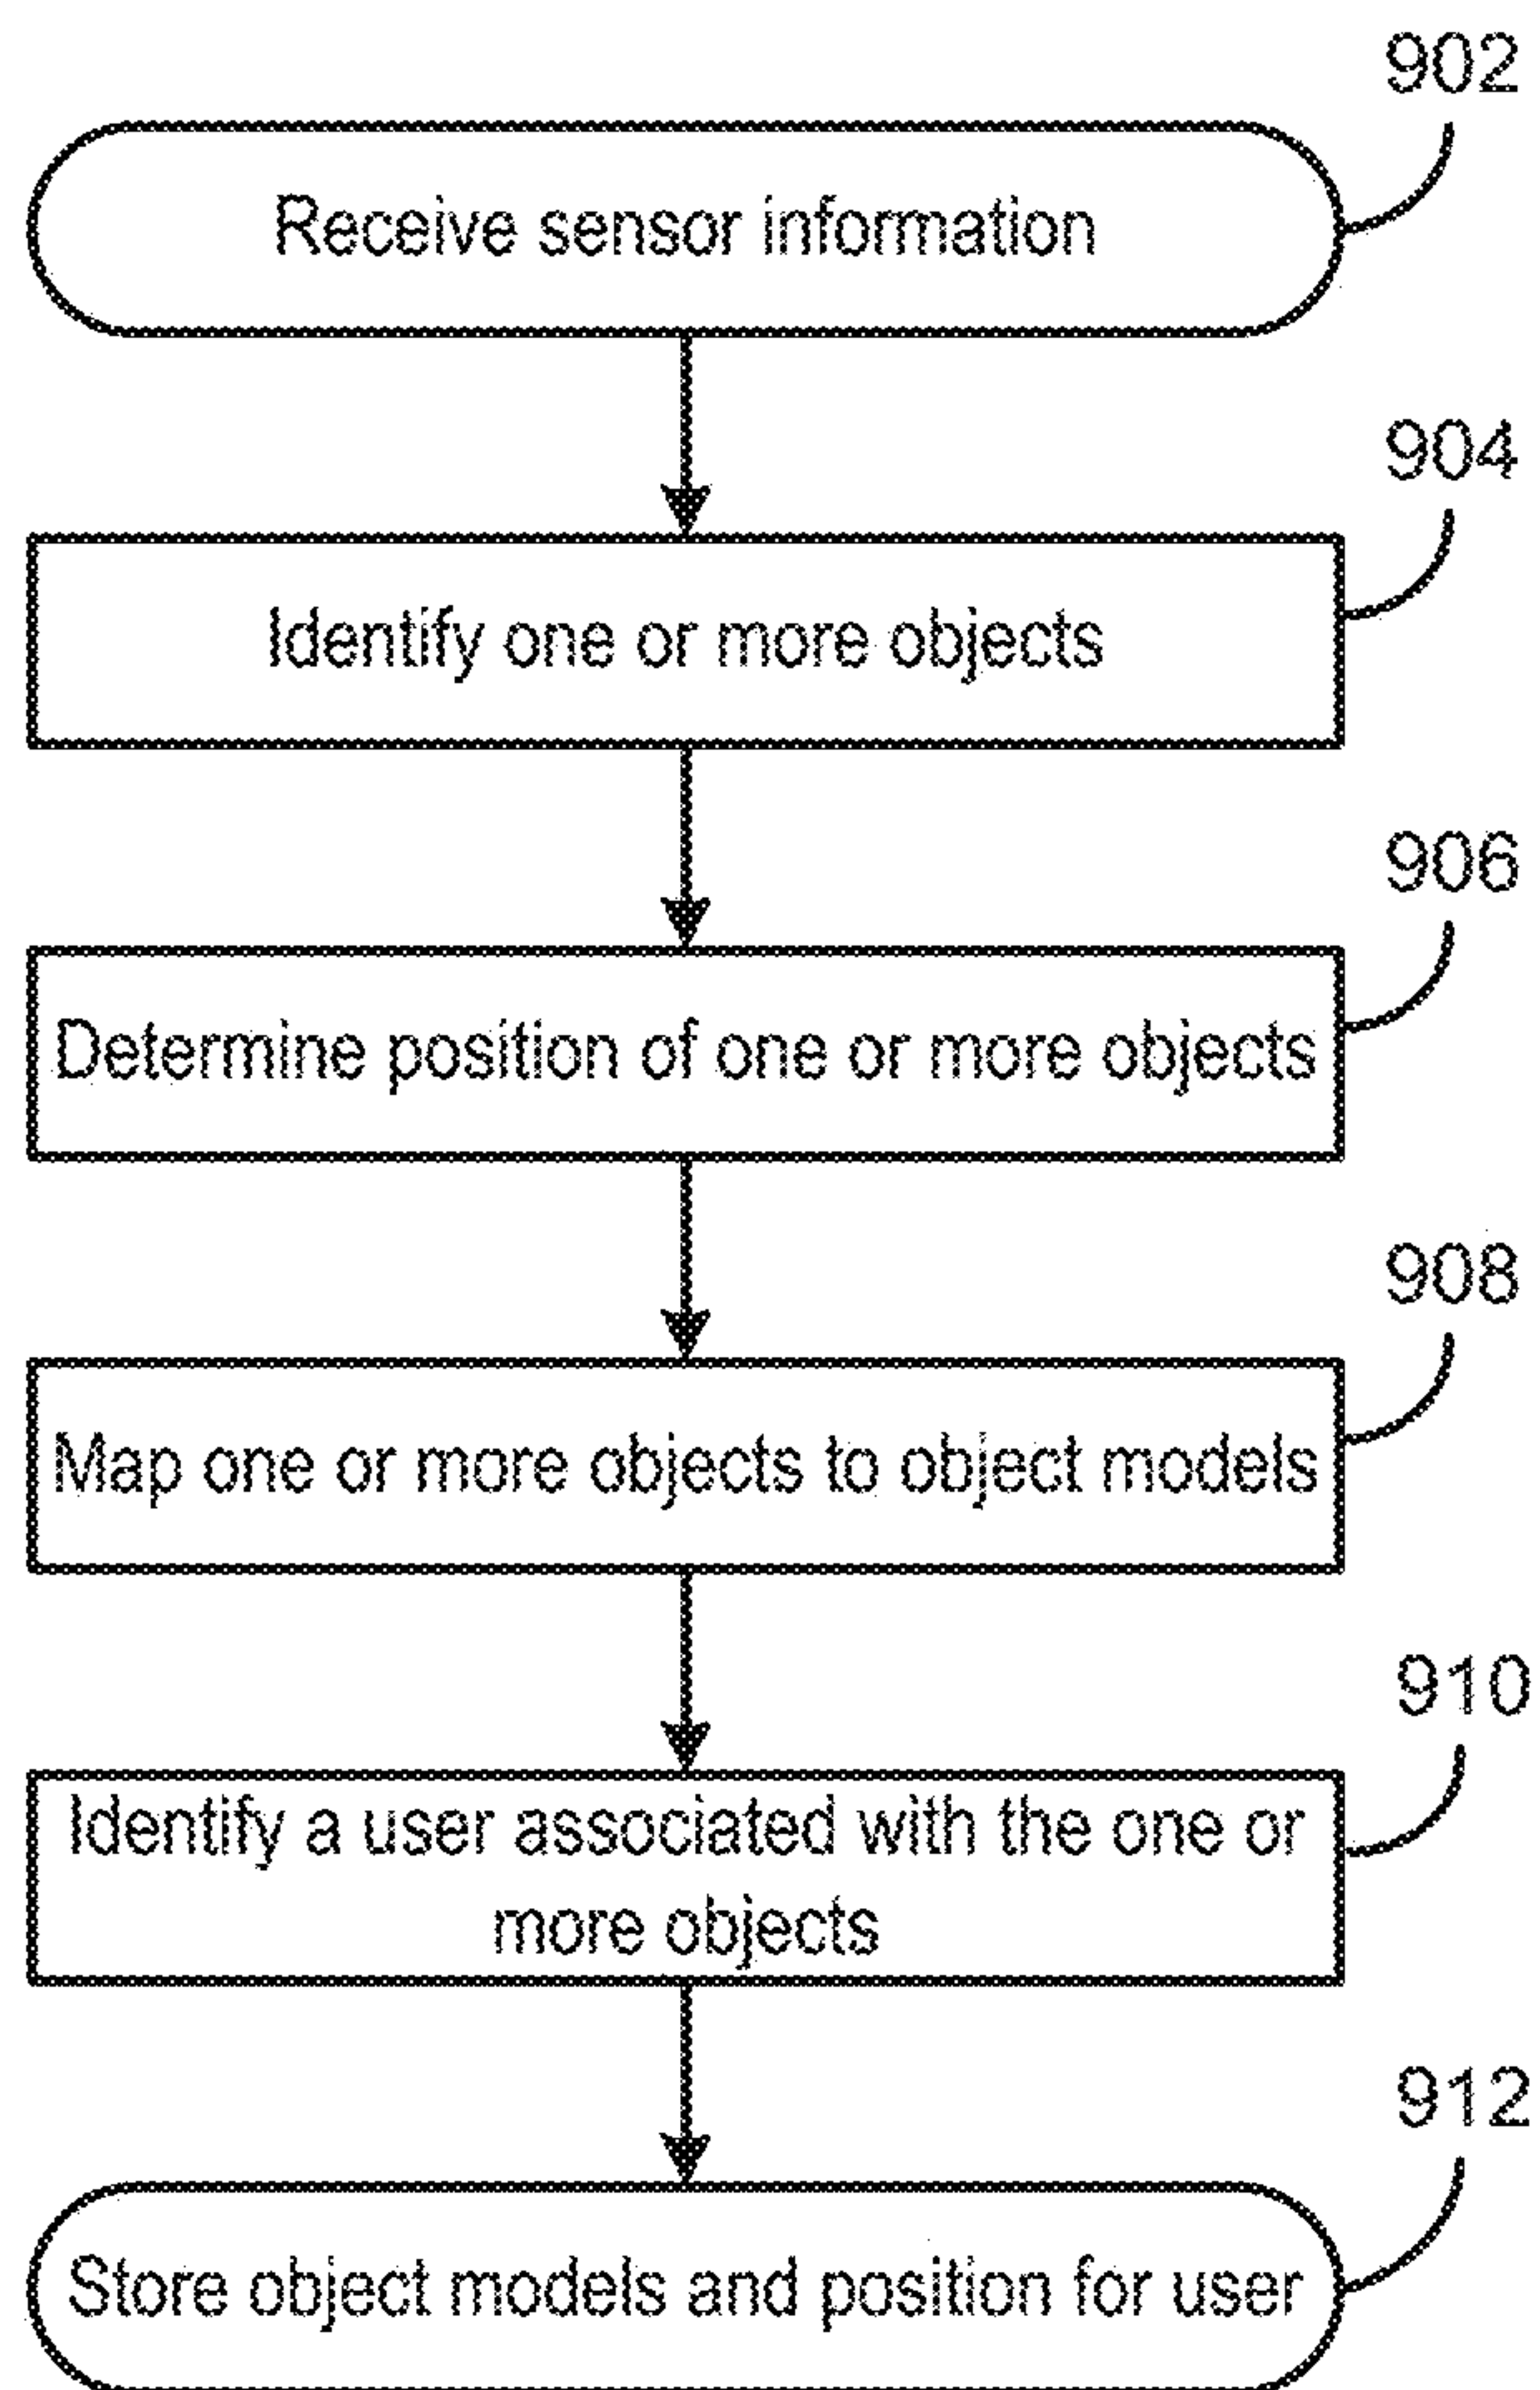 902
Receive sensor information
904
Identify one or more objects
906
Determine position of one or more objects
908
Map one or more objects to object models
910
Identify a user associated with the one or
more objects
912
Store object models and position for user